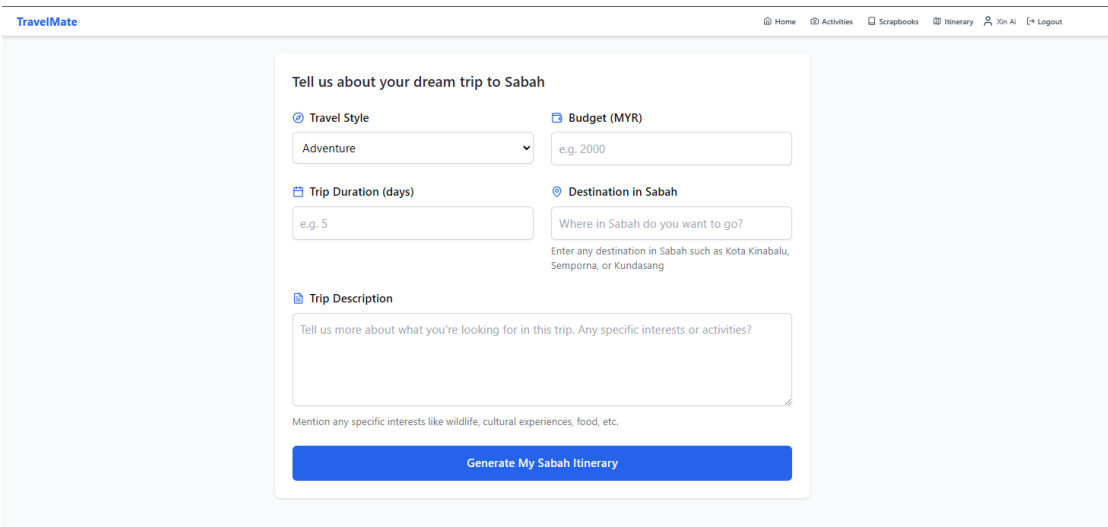 TravelMate
Home Activities Scrapbooks Itinerary Xin Ai Logout
Tell us about your dream trip to Sabah
Travel Style
Budget (MYR)
Adventure
e.g. 2000
Trip Duration (days)
Destination in Sabah
e.g. 5
Where in Sabah do you want to go?
Enter any destination in Sabah such as Kota Kinabalu,
Semporna, or Kundasang
Trip Description
Tell us more about what you're looking for in this trip. Any specific interests or activities?
Mention any specific interests like wildlife, cultural experiences, food, etc.
Generate My Sabah Itinerary